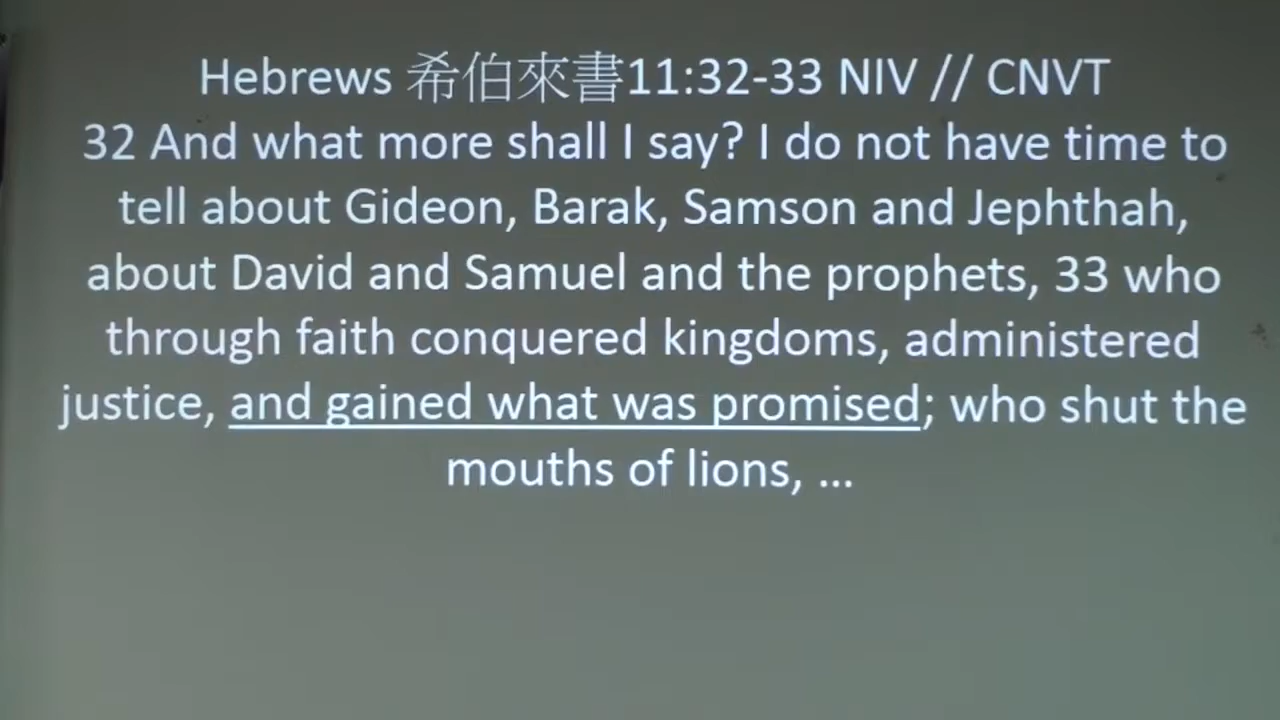 Hebrews 希伯來書11:32-33 NIV // CNVT
32 And what more shall I say? I do not have time to
tell about Gideon, Barak, Samson and Jephthah,
about David and Samuel and the prophets, 33 who
through faith conquered kingdoms, administered
justice, and gained what was promised; who shut the
mouths of lions, ...